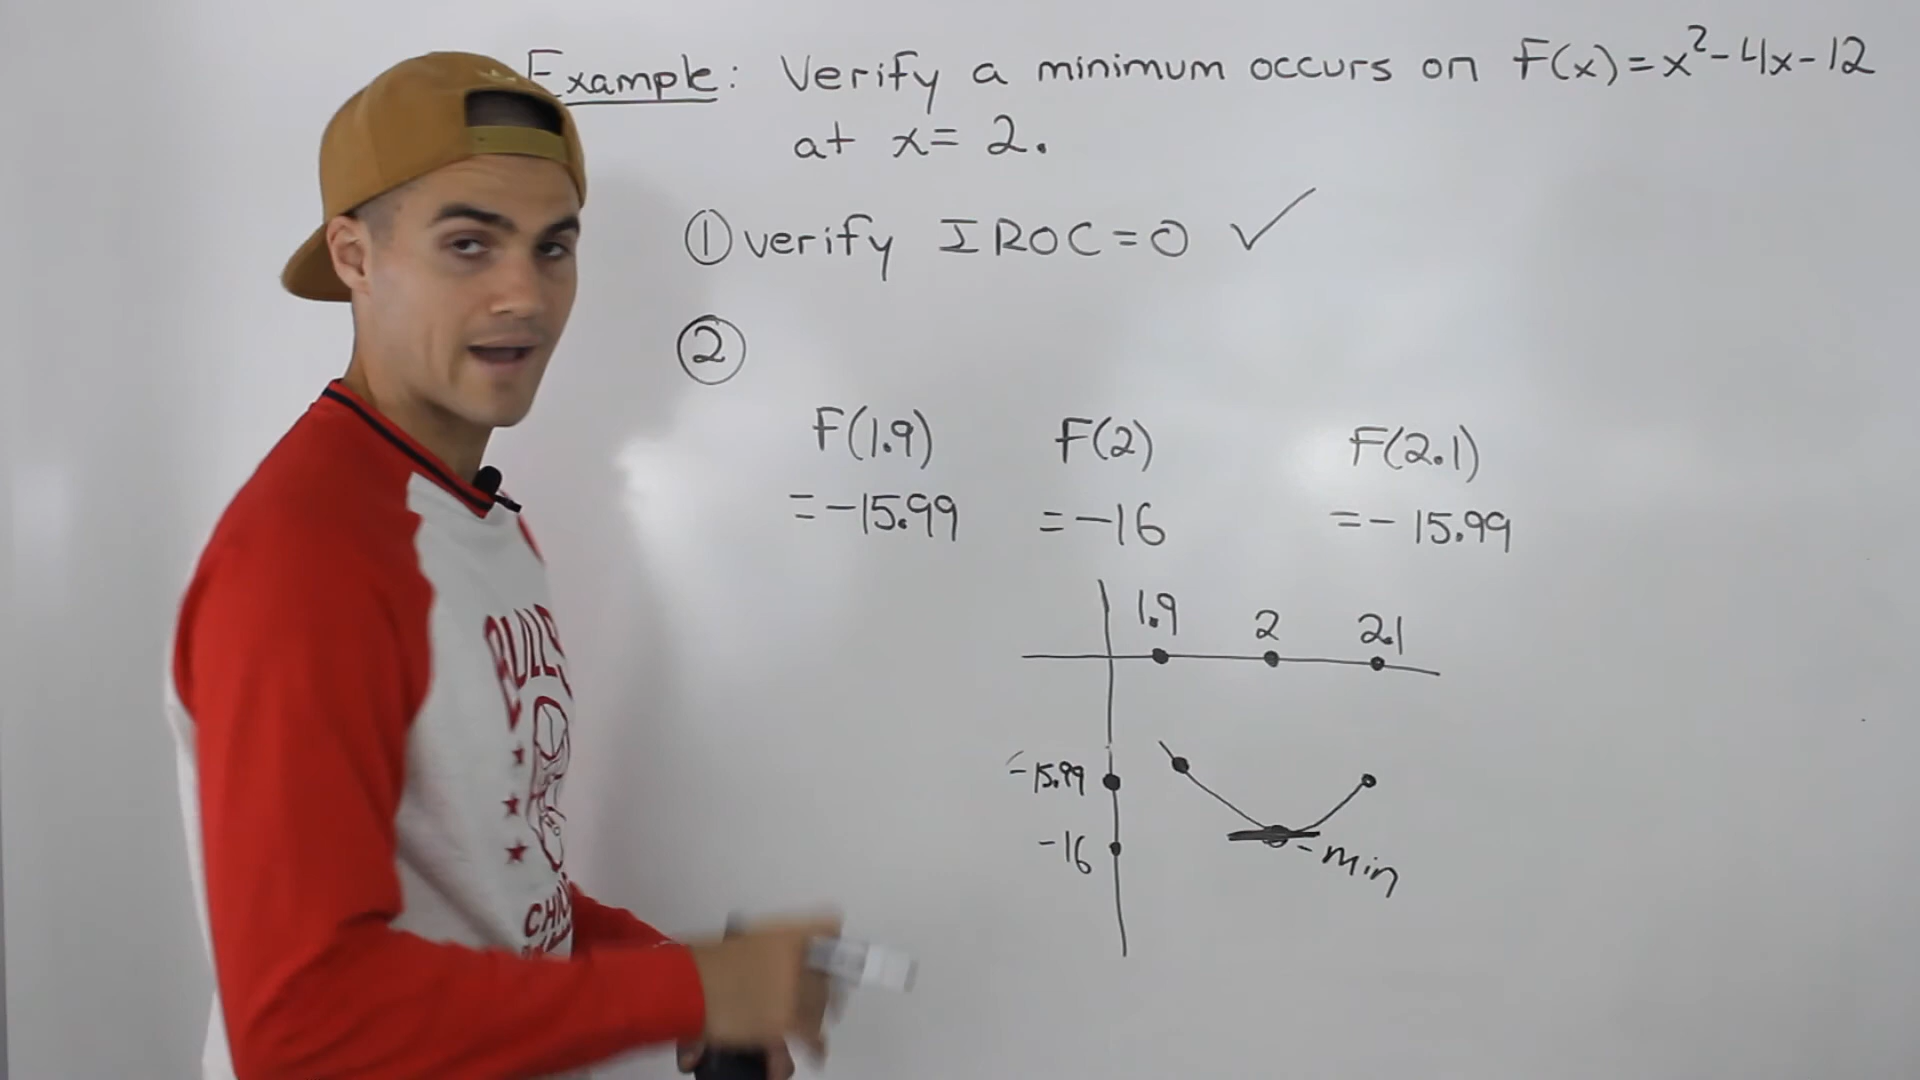 Example: Verify a minimum occurs on F(x)=x²-4x-12
at x= 2.
① verify IROC=0 ✓
②
F(1.9) F(2) F(2.1)
=-15.99 =-16 =-15.99
1.9 2 2.1
-15.99
-16
-min
BULLS